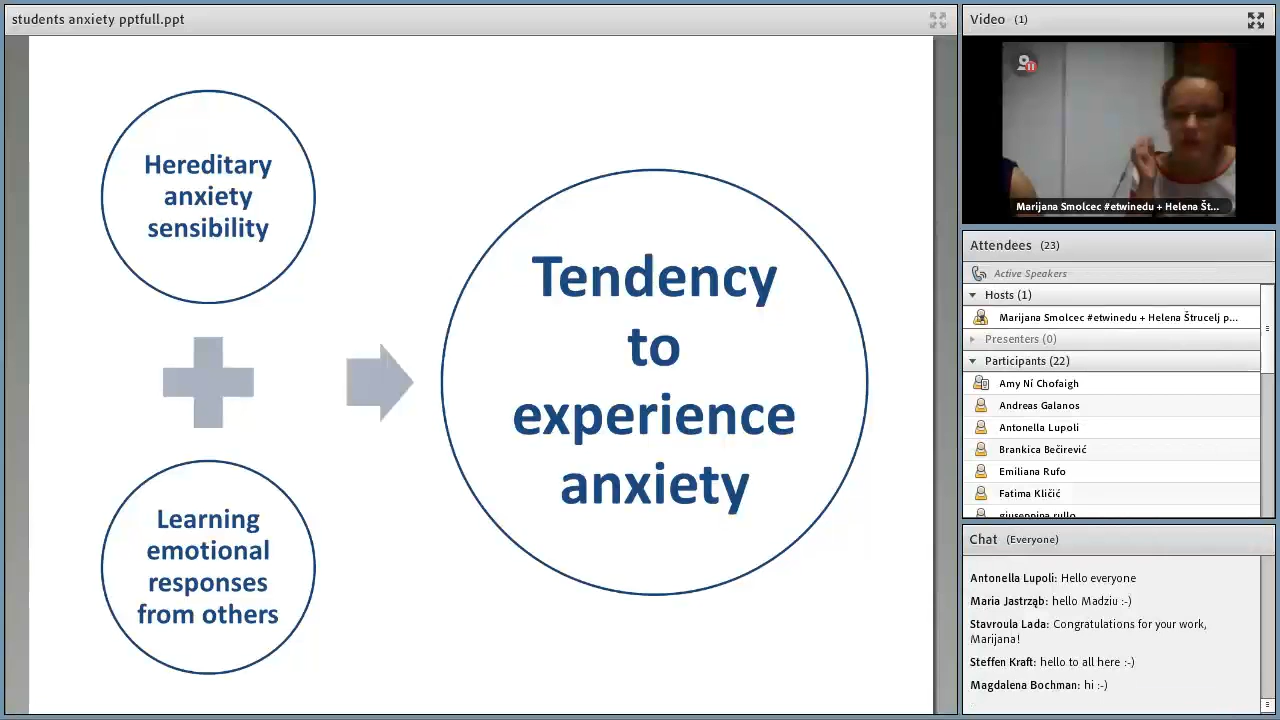 students anxiety pptfull.ppt
Hereditary
anxiety
sensibility
Learning
emotional
responses
from others
Tendency
to
experience
anxiety
Video (1)
Marijana Smolcec #etwinedu + Helena Št...
Attendees (23)
Active Speakers
Hosts (1)
Marijana Smolcec #etwinedu + Helena Štrucelj p...
Presenters (0)
Participants (22)
Amy Ní Chofaigh
Andreas Galanos
Antonella Lupoli
Brankica Bečirević
Emiliana Rufo
Fatima Kličić
giuseppina rullo
Chat (Everyone)
Antonella Lupoli: Hello everyone
Maria Jastrząb: hello Madziu :-)
Stavroula Lada: Congratulations for your work,
Marijana!
Steffen Kraft: hello to all here :-)
Magdalena Bochman: hi :-)